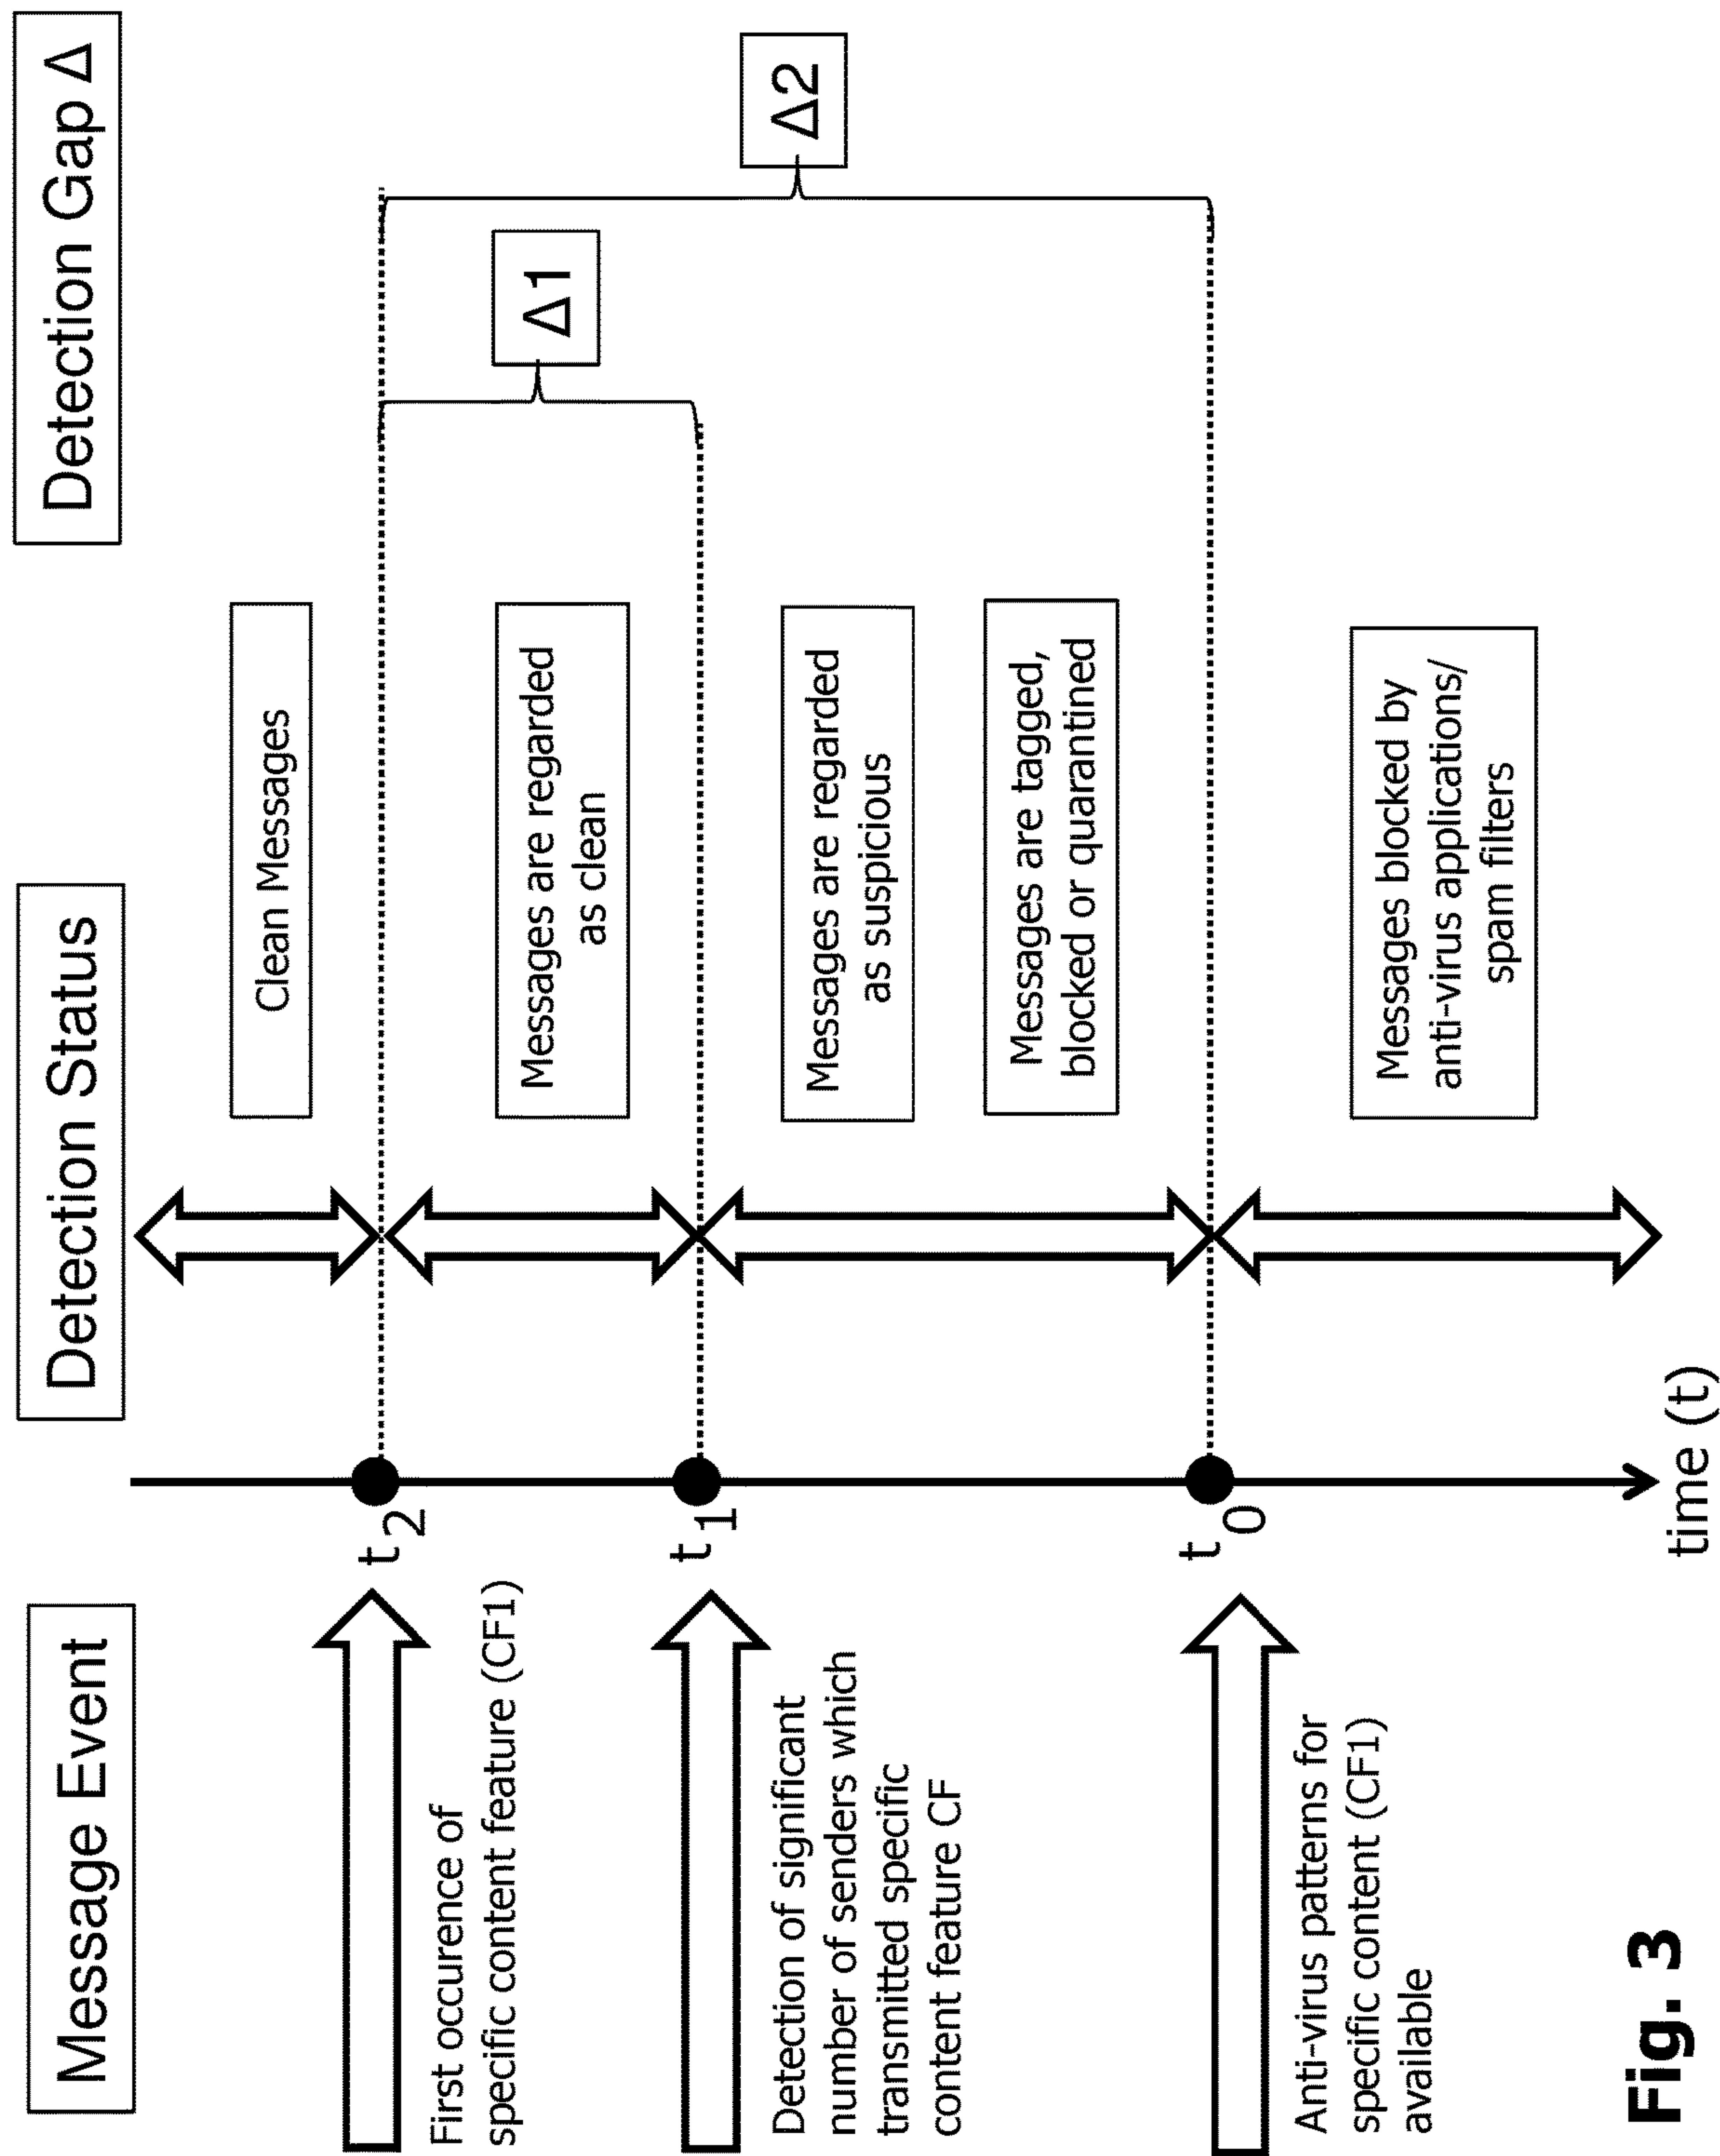 Message Event
Detection Status
Detection Gap Δ
First occurence of
specific content feature (CF1)
t2
Clean Messages
Messages are regarded
as clean
Δ1
Δ2
Detection of significant
number of senders which
transmitted specific
content feature CF
t1
Messages are regarded
as suspicious
Messages are tagged,
blocked or quarantined
Anti-virus patterns for
specific content (CF1)
available
t0
Messages blocked by
anti-virus applications/
spam filters
time (t)
Fig. 3